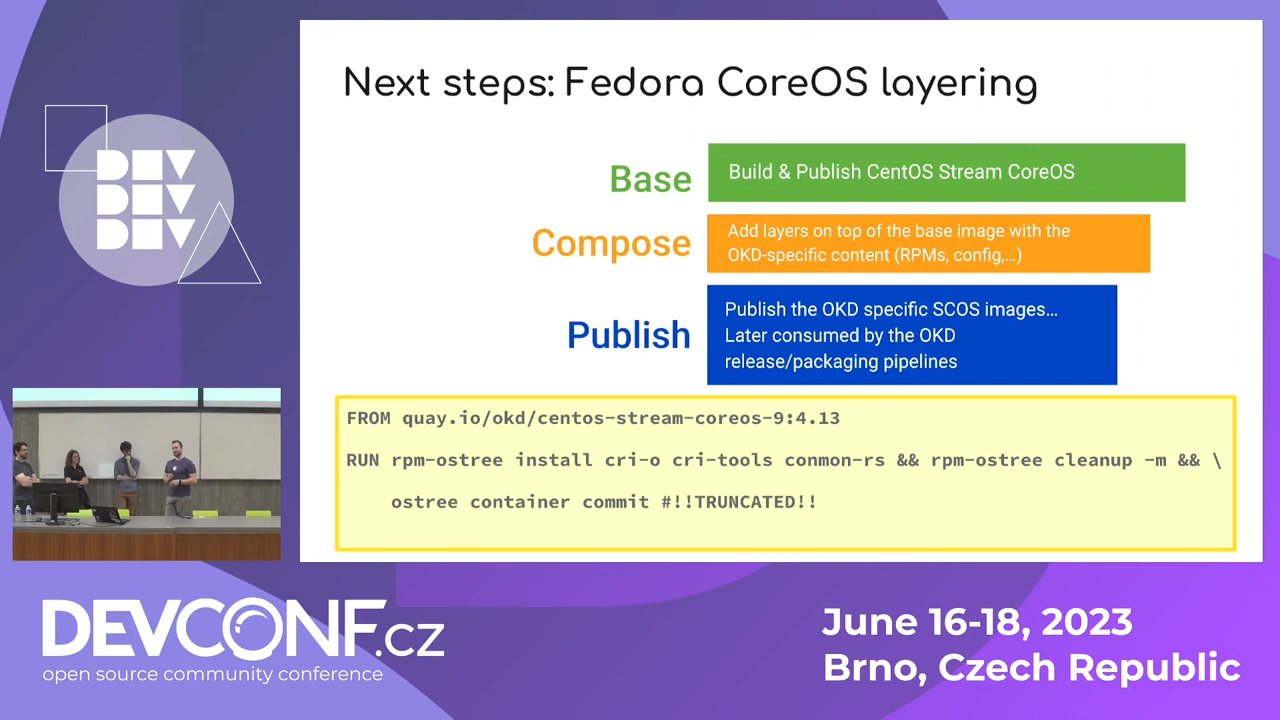 Next steps: Fedora CoreOS layering
Base
Build & Publish CentOS Stream CoreOS
Compose
Add layers on top of the base image with the
OKD-specific content (RPMs, config,...)
Publish
Publish the OKD specific SCOS images...
Later consumed by the OKD
release/packaging pipelines
FROM quay.io/okd/centos-stream-coreos-9:4.13
RUN rpm-ostree install cri-o cri-tools conmon-rs && rpm-ostree cleanup -m && \
ostree container commit #!!TRUNCATED!!
DEV
DEV
DEV
DEVCONF.cz
open source community conference
June 16-18, 2023
Brno, Czech Republic